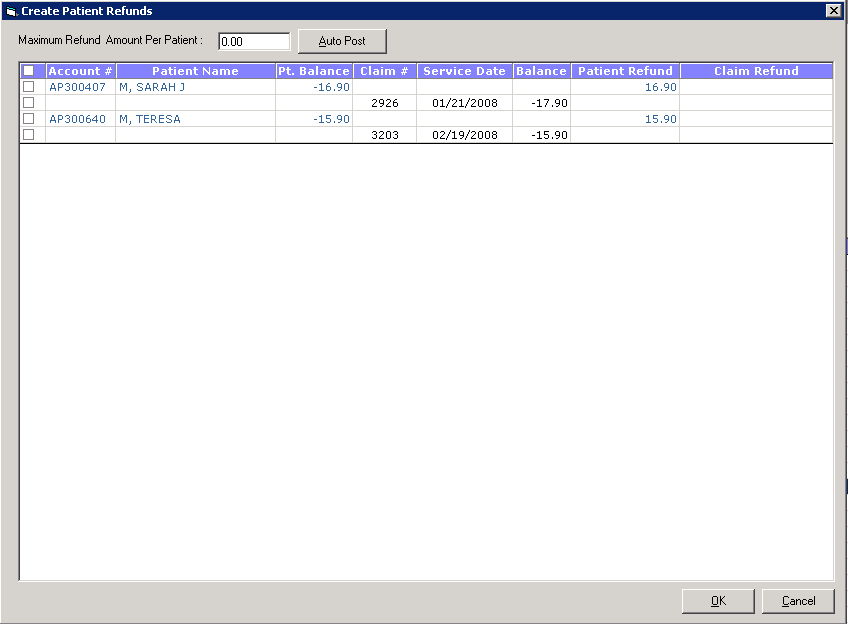 Create Patient Refunds
Maximum Refund Amount Per Patient : 0.00 Auto Post
Account # Patient Name Pt. Balance Claim # Service Date Balance Patient Refund Claim Refund
AP300407 M, SARAH J -16.90 16.90
2926 01/21/2008 -17.90
AP300640 M, TERESA -15.90 15.90
3203 02/19/2008 -15.90
OK Cancel